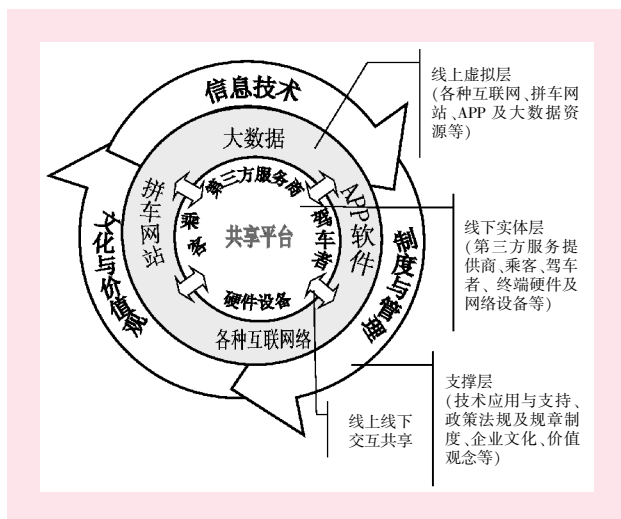 信息技术
大数据
第三方服务商
拼车网站
APP软件
乘客
共享平台
驾车者
文化与价值观
制度与管理
硬件设备
各种互联网络
线上虚拟层
(各种互联网、拼车网
站、APP 及大数据资
源等)
线下实体层
(第三方服务提
供商、乘客、驾车
者、终端硬件及
网络设备等)
支撑层
(技术应用与支持、
政策法规及规章制
度、企业文化、价值
观念等)
线上线下
交互共享